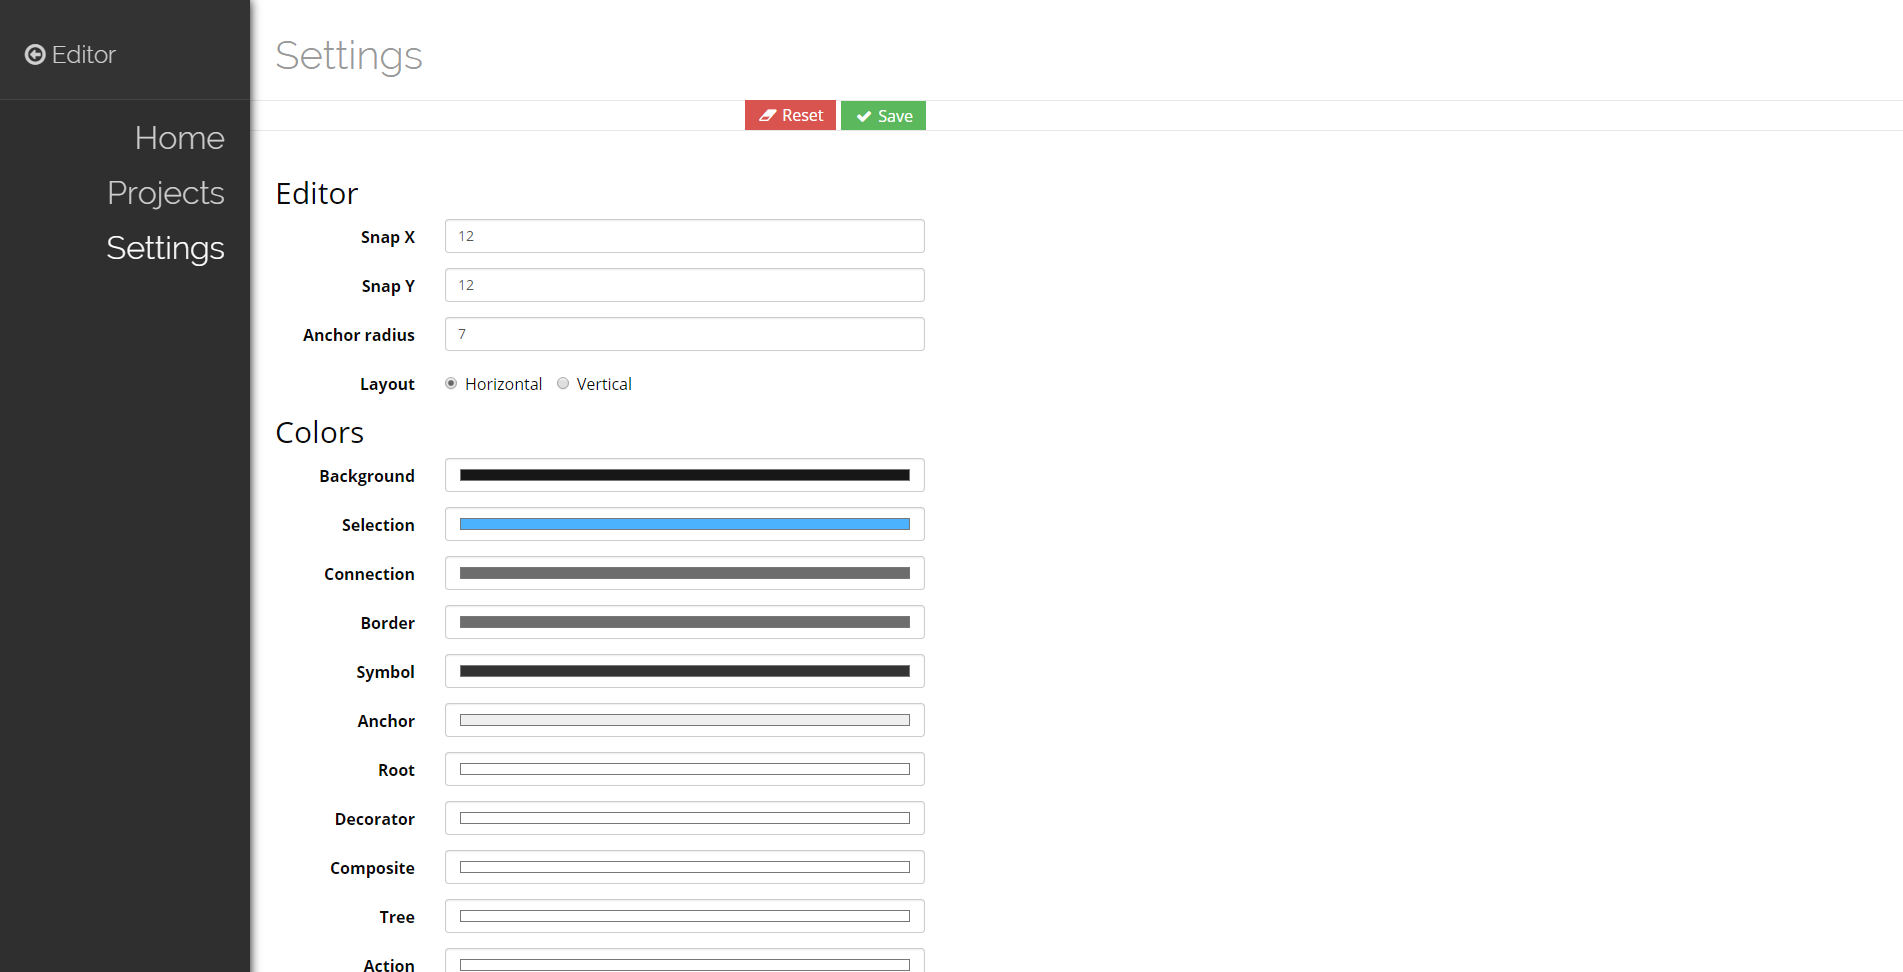 Editor
Home
Projects
Settings
Settings
Reset Save
Editor
Snap X 12
Snap Y 12
Anchor radius 7
Layout Horizontal Vertical
Colors
Background
Selection
Connection
Border
Symbol
Anchor
Root
Decorator
Composite
Tree
Action